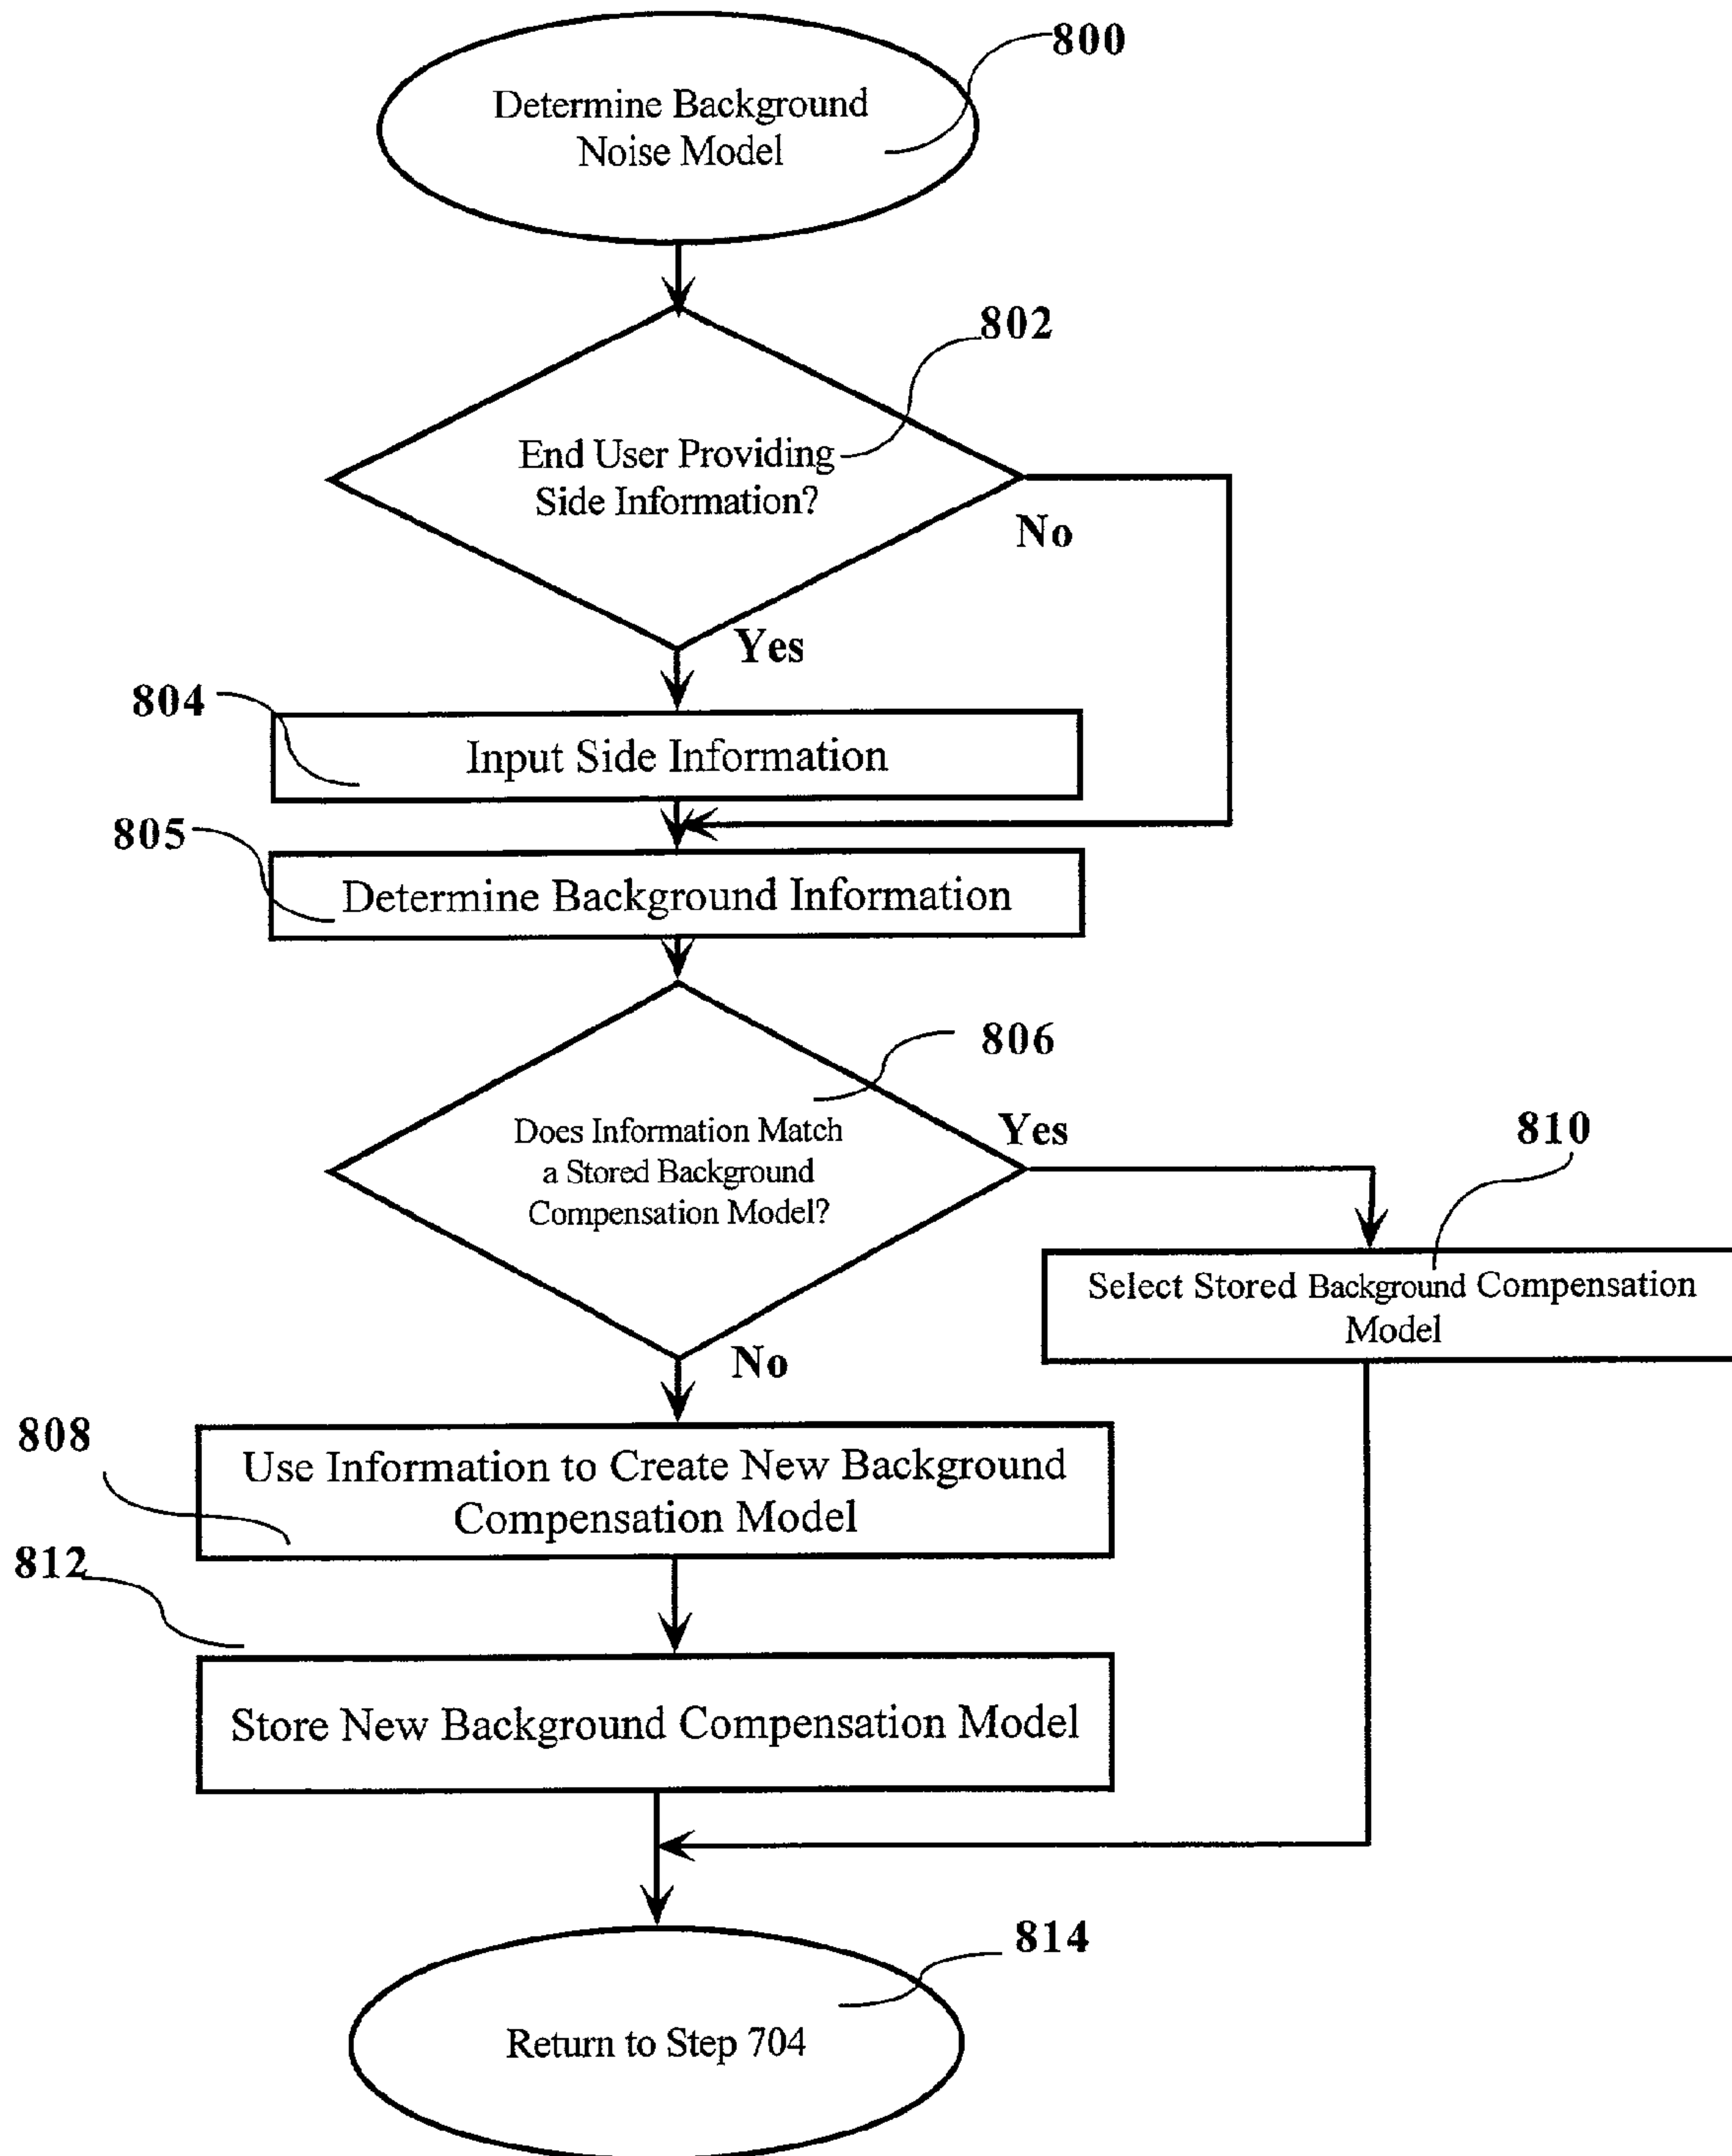 800
Determine Background
Noise Model
802
End User Providing
Side Information?
No
Yes
804
Input Side Information
805
Determine Background Information
806
Does Information Match
a Stored Background
Compensation Model?
Yes
810
Select Stored Background Compensation
Model
No
808
Use Information to Create New Background
Compensation Model
812
Store New Background Compensation Model
814
Return to Step 704